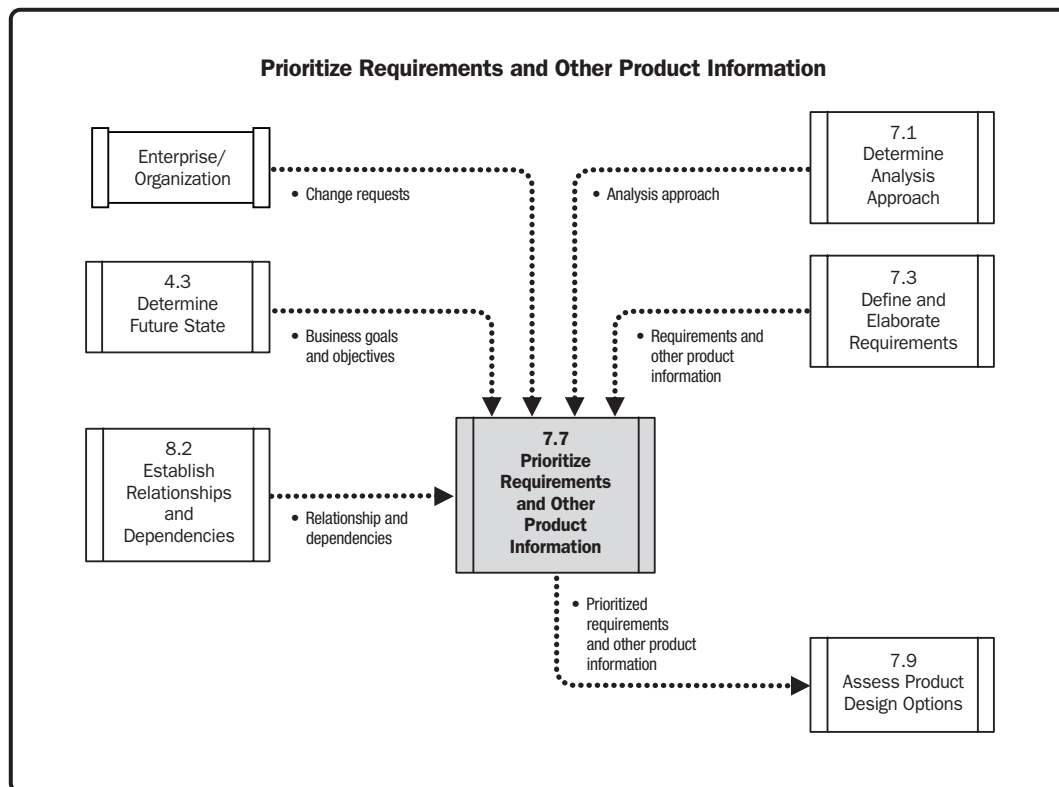 Prioritize Requirements and Other Product Information
Enterprise/
Organization
• Change requests
7.1
Determine
Analysis
Approach
• Analysis approach
4.3
Determine
Future State
• Business goals
and objectives
7.3
Define and
Elaborate
Requirements
• Requirements and
other product
information
8.2
Establish
Relationships
and
Dependencies
• Relationship and
dependencies
7.7
Prioritize
Requirements
and Other
Product
Information
• Prioritized
requirements
and other product
information
7.9
Assess Product
Design Options